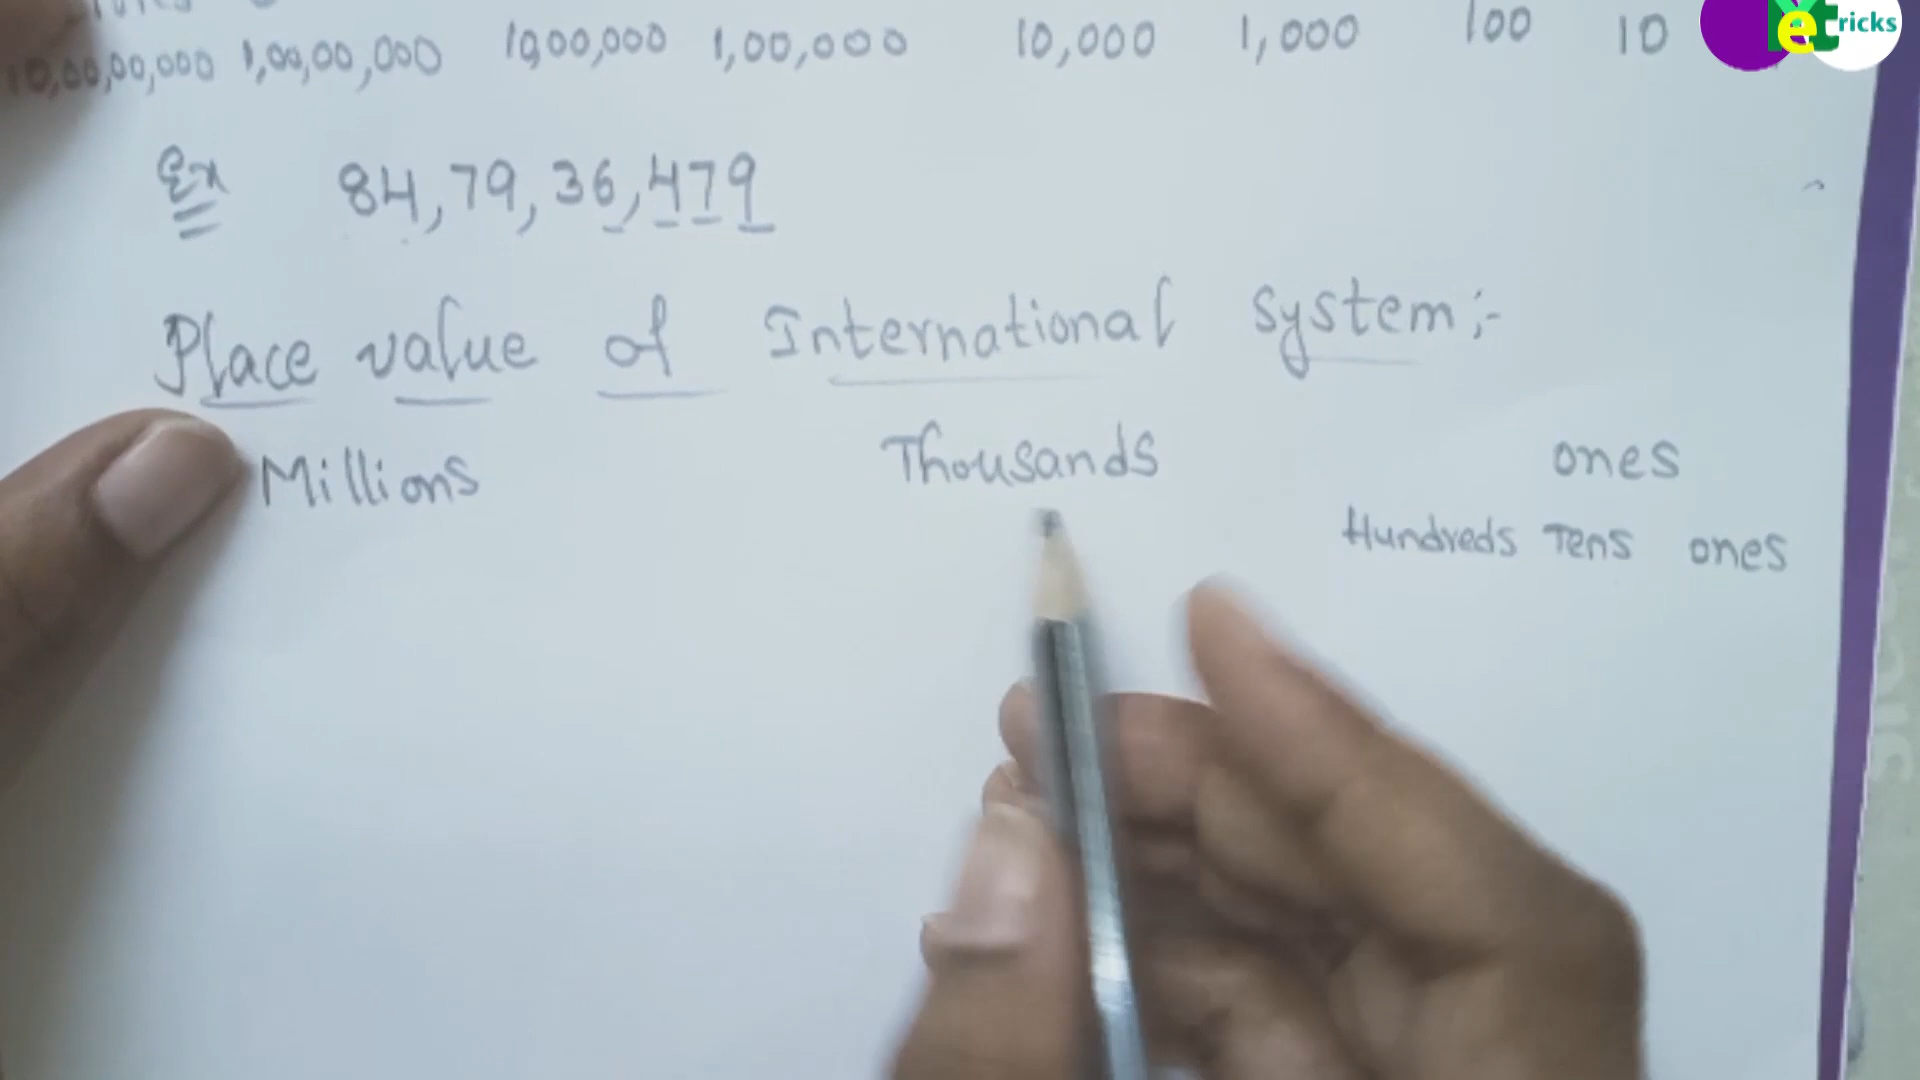 10,00,00,000 1,00,00,000 10,00,000 1,00,000 10,000 1,000 100 10
Ex 84,79,36,479
Place value of International System:-
Millions Thousands ones
Hundreds Tens ones
etricks